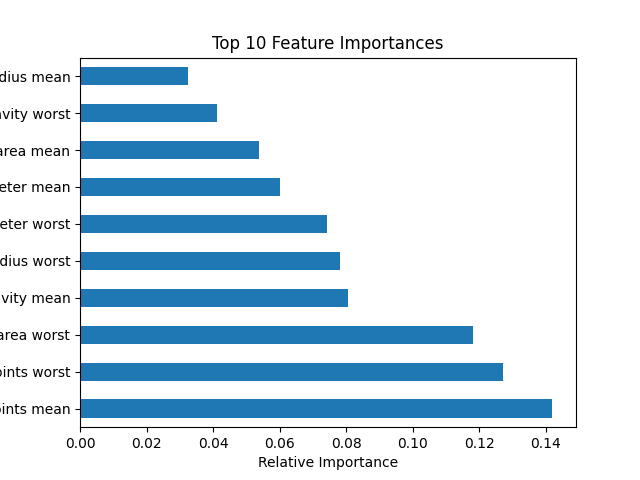 Top 10 Feature Importances
dius mean
vity worst
area mean
eter mean
eter worst
dius worst
vity mean
area worst
ints worst
ints mean
0.00 0.02 0.04 0.06 0.08 0.10 0.12 0.14
Relative Importance